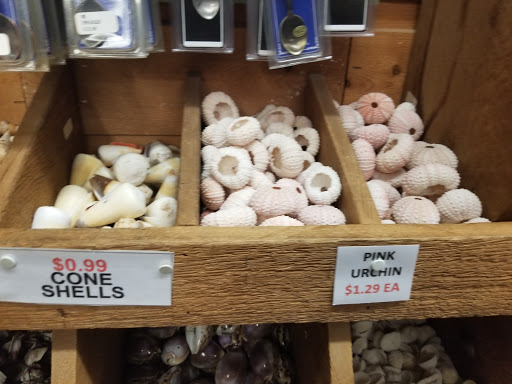 $0.99
CONE
SHELLS
PINK
URCHIN
$1.29 EA